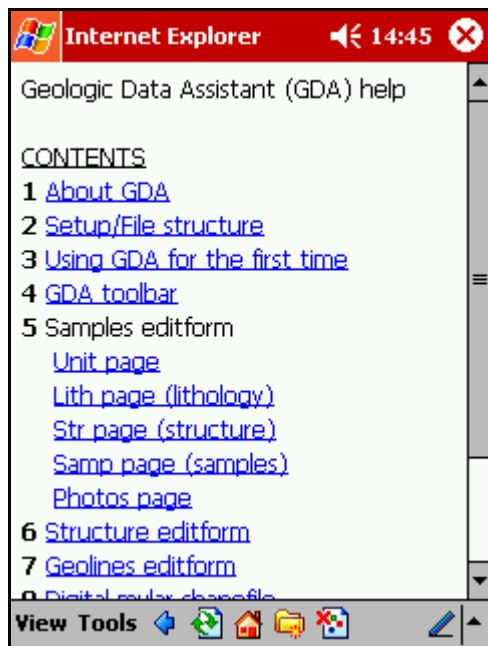 Internet Explorer 14:45
Geologic Data Assistant (GDA) help
CONTENTS
1 About GDA
2 Setup/File structure
3 Using GDA for the first time
4 GDA toolbar
5 Samples editform
Unit page
Lith page (lithology)
Str page (structure)
Samp page (samples)
Photos page
6 Structure editform
7 Geolines editform
View Tools